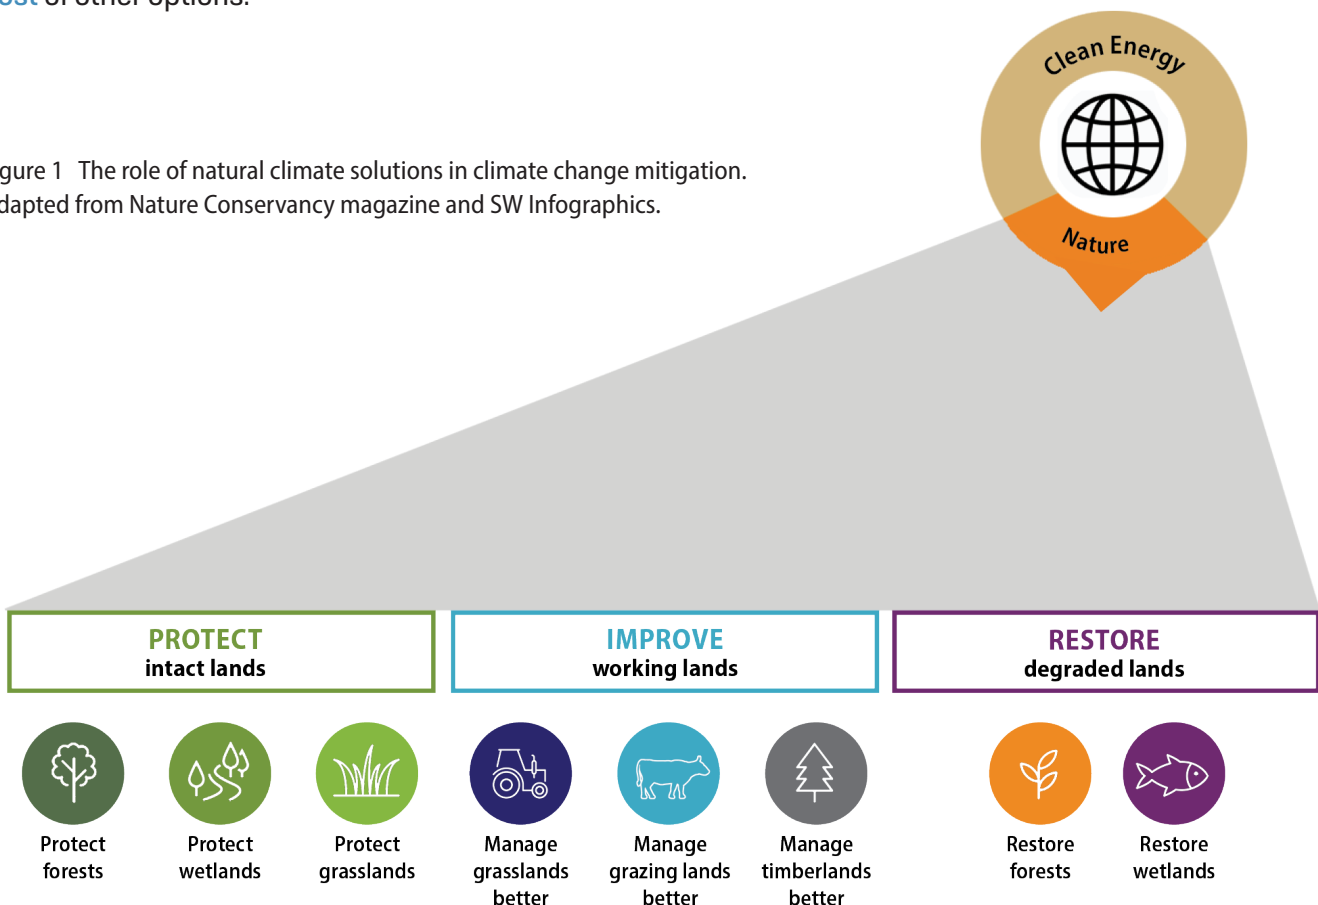 ost of other options.
Clean Energy
gure 1 The role of natural climate solutions in climate change mitigation.
dapted from Nature Conservancy magazine and SW Infographics.
Nature
PROTECT
intact lands
IMPROVE
working lands
RESTORE
degraded lands
Protect
forests
Protect
wetlands
Protect
grasslands
Manage
grasslands
better
Manage
grazing lands
better
Manage
timberlands
better
Restore
forests
Restore
wetlands